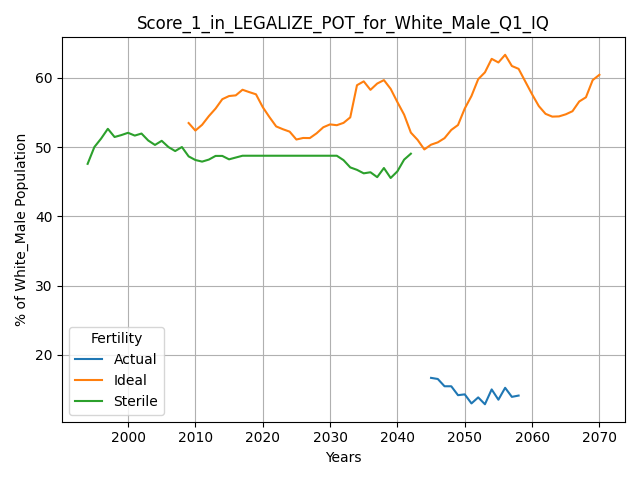 Score_1_in_LEGALIZE_POT_for_White_Male_Q1_IQ
% of White_Male Population
60
50
40
30
20
Fertility
Actual
Ideal
Sterile
2000 2010 2020 2030 2040 2050 2060 2070
Years